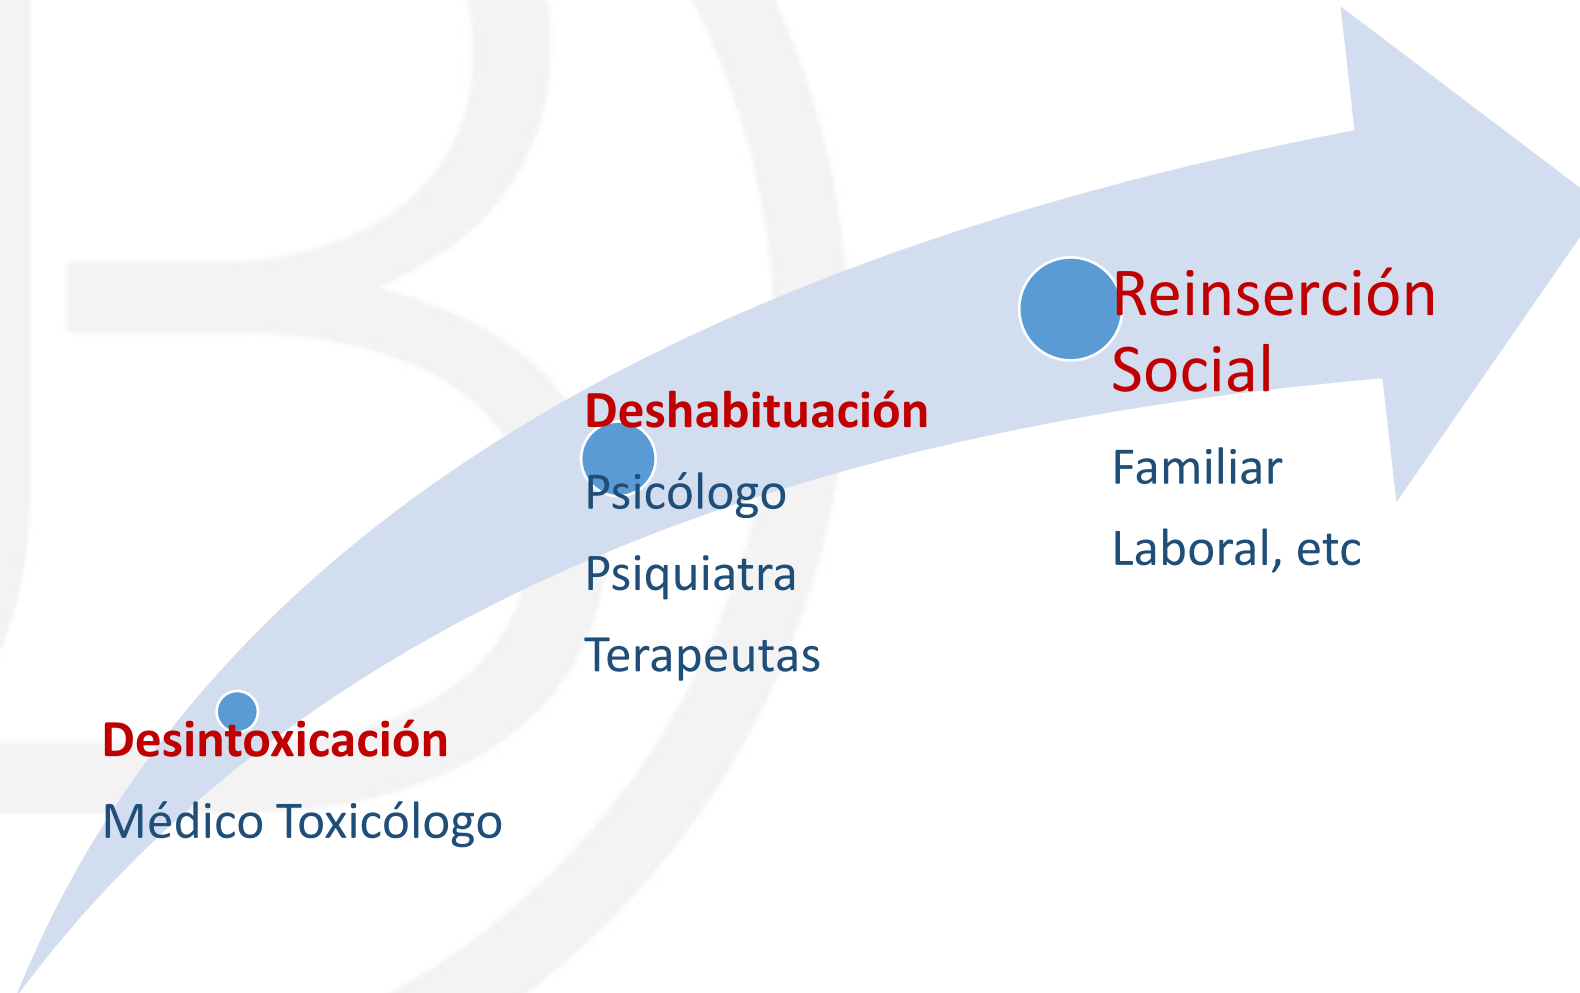 Desintoxicación
Médico Toxicólogo
Deshabituación
Psicólogo
Psiquiatra
Terapeutas
Reinserción
Social
Familiar
Laboral, etc